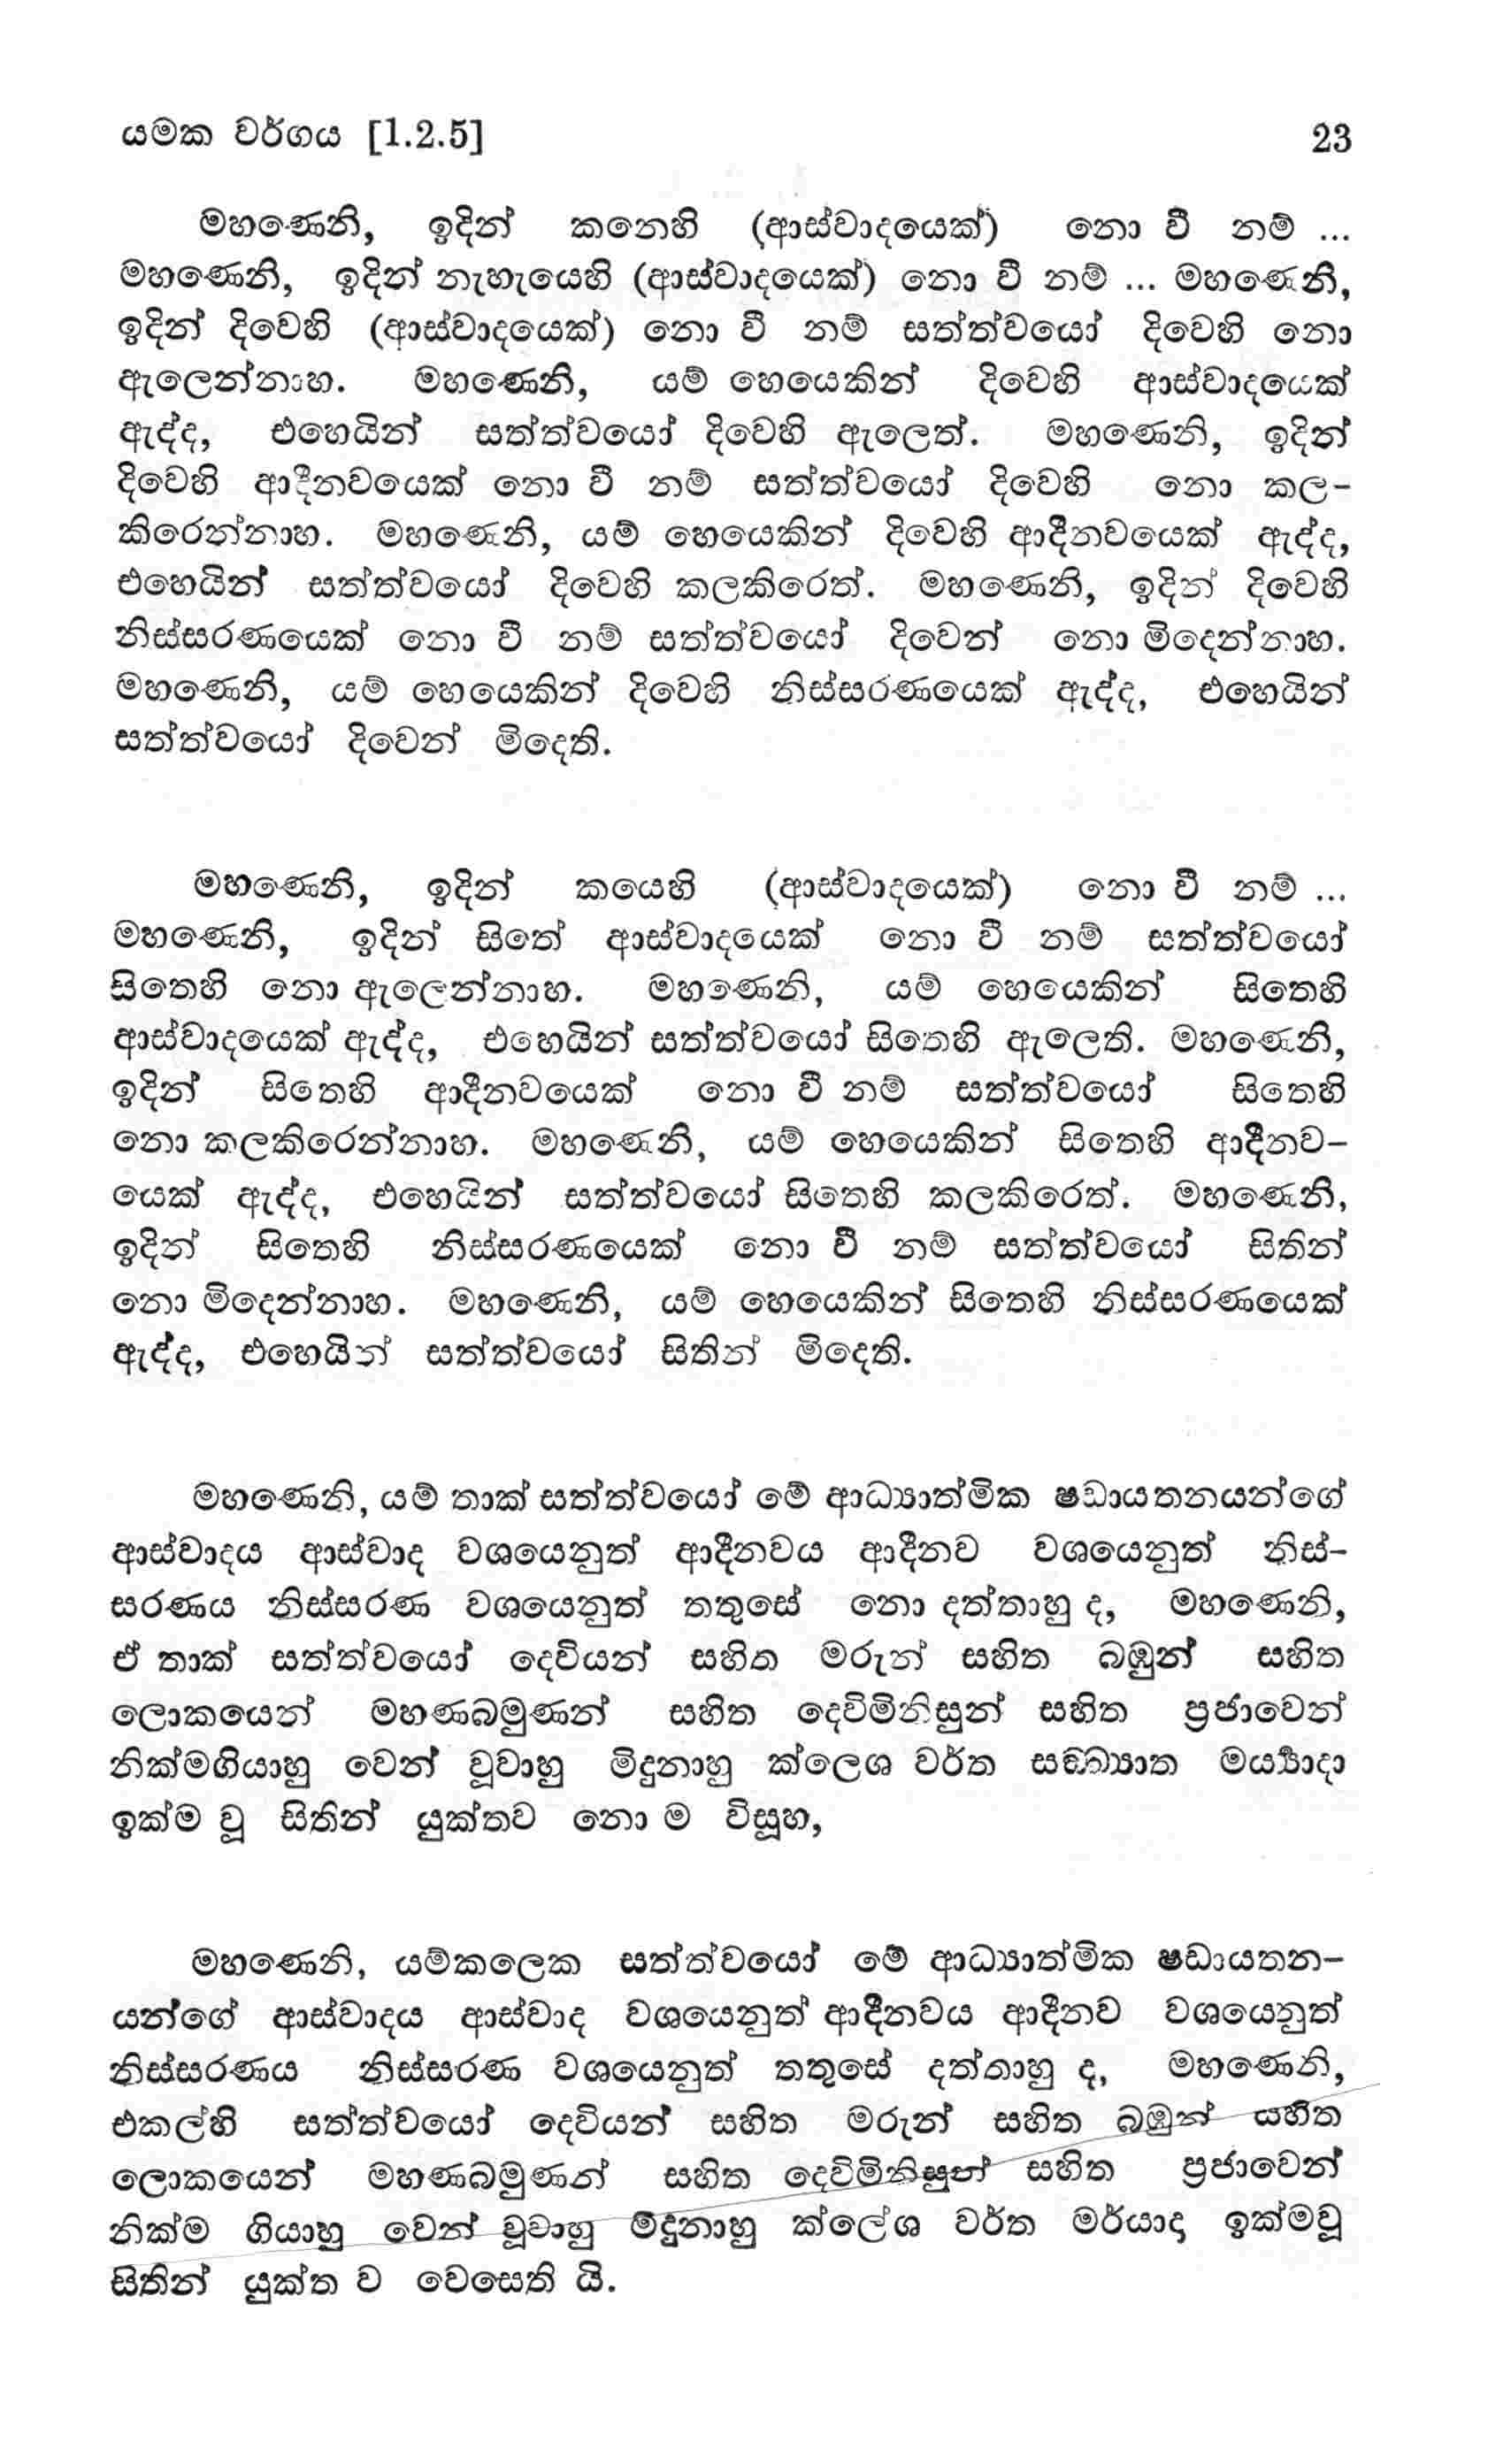 යමක වර්ගය [1.2.5] 23
මහණෙනි, ඉදින් කනෙහි (ආස්වාදයෙක්) නො වී නම් ...
මහණෙනි, ඉදින් නැහැයෙහි (ආස්වාදයෙක්) නො වී නම් ... මහණෙනි,
ඉදින් දිවෙහි (ආස්වාදයෙක්) නො වී නම් සත්ත්වයෝ දිවෙහි නො
ඇලෙන්නාහ. මහණෙනි, යම් හෙයෙකින් දිවෙහි ආස්වාදයෙක්
ඇද්ද, එහෙයින් සත්ත්වයෝ දිවෙහි ඇලෙත්. මහණෙනි, ඉදින්
දිවෙහි ආදීනවයෙක් නො වී නම් සත්ත්වයෝ දිවෙහි නො කල-
කිරෙන්නාහ. මහණෙනි, යම් හෙයෙකින් දිවෙහි ආදීනවයෙක් ඇද්ද,
එහෙයින් සත්ත්වයෝ දිවෙහි කලකිරෙත්. මහණෙනි, ඉදින් දිවෙහි
නිස්සරණයෙක් නො වී නම් සත්ත්වයෝ දිවෙන් නො මිදෙන්නාහ.
මහණෙනි, යම් හෙයෙකින් දිවෙහි නිස්සරණයෙක් ඇද්ද, එහෙයින්
සත්ත්වයෝ දිවෙන් මිදෙති.
මහණෙනි, ඉදින් කයෙහි (ආස්වාදයෙක්) නො වී නම් ...
මහණෙනි, ඉදින් සිතේ ආස්වාදයෙක් නො වී නම් සත්ත්වයෝ
සිතෙහි නො ඇලෙන්නාහ. මහණෙනි, යම් හෙයෙකින් සිතෙහි
ආස්වාදයෙක් ඇද්ද, එහෙයින් සත්ත්වයෝ සිතෙහි ඇලෙති. මහණෙනි,
ඉදින් සිතෙහි ආදීනවයෙක් නො වී නම් සත්ත්වයෝ සිතෙහි
නො කලකිරෙන්නාහ. මහණෙනි, යම් හෙයෙකින් සිතෙහි ආදීනව-
යෙක් ඇද්ද, එහෙයින් සත්ත්වයෝ සිතෙහි කලකිරෙත්. මහණෙනි,
ඉදින් සිතෙහි නිස්සරණයෙක් නො වී නම් සත්ත්වයෝ සිතින්
නො මිදෙන්නාහ. මහණෙනි, යම් හෙයෙකින් සිතෙහි නිස්සරණයෙක්
ඇද්ද, එහෙයින් සත්ත්වයෝ සිතින් මිදෙති.
මහණෙනි, යම් තාක් සත්ත්වයෝ මේ ආධ්‍යාත්මික ෂඩායතනයන්ගේ
ආස්වාදය ආස්වාද වශයෙනුත් ආදීනවය ආදීනව වශයෙනුත් නිස්-
සරණය නිස්සරණ වශයෙනුත් තතුසේ නො දත්තාහු ද, මහණෙනි,
ඒ තාක් සත්ත්වයෝ දෙවියන් සහිත මරුන් සහිත බඹුන් සහිත
ලොකයෙන් මහණබමුණන් සහිත දෙව්මිනිසුන් සහිත ප්‍රජාවෙන්
නික්මගියාහු වෙන් වූවාහු මිදුනාහු ක්ලෙශ වර්ත සඞ්ඛ්‍යාත මර්‍ය්‍යාදා
ඉක්ම වූ සිතින් යුක්තව නො ම විසූහ,
මහණෙනි, යම්කලෙක සත්ත්වයෝ මේ ආධ්‍යාත්මික ෂඩායතන-
යන්ගේ ආස්වාදය ආස්වාද වශයෙනුත් ආදීනවය ආදීනව වශයෙනුත්
නිස්සරණය නිස්සරණ වශයෙනුත් තතුසේ දත්තාහු ද, මහණෙනි,
එකල්හි සත්ත්වයෝ දෙවියන් සහිත මරුන් සහිත බඹුන් සහිත
ලොකයෙන් මහණබමුණන් සහිත දෙව්මිනිසුන් සහිත ප්‍රජාවෙන්
නික්ම ගියාහු වෙන් වූවාහු මිදුනාහු ක්ලේශ වර්ත මර්යාදා ඉක්මවූ
සිතින් යුක්ත ව වෙසෙති යි.